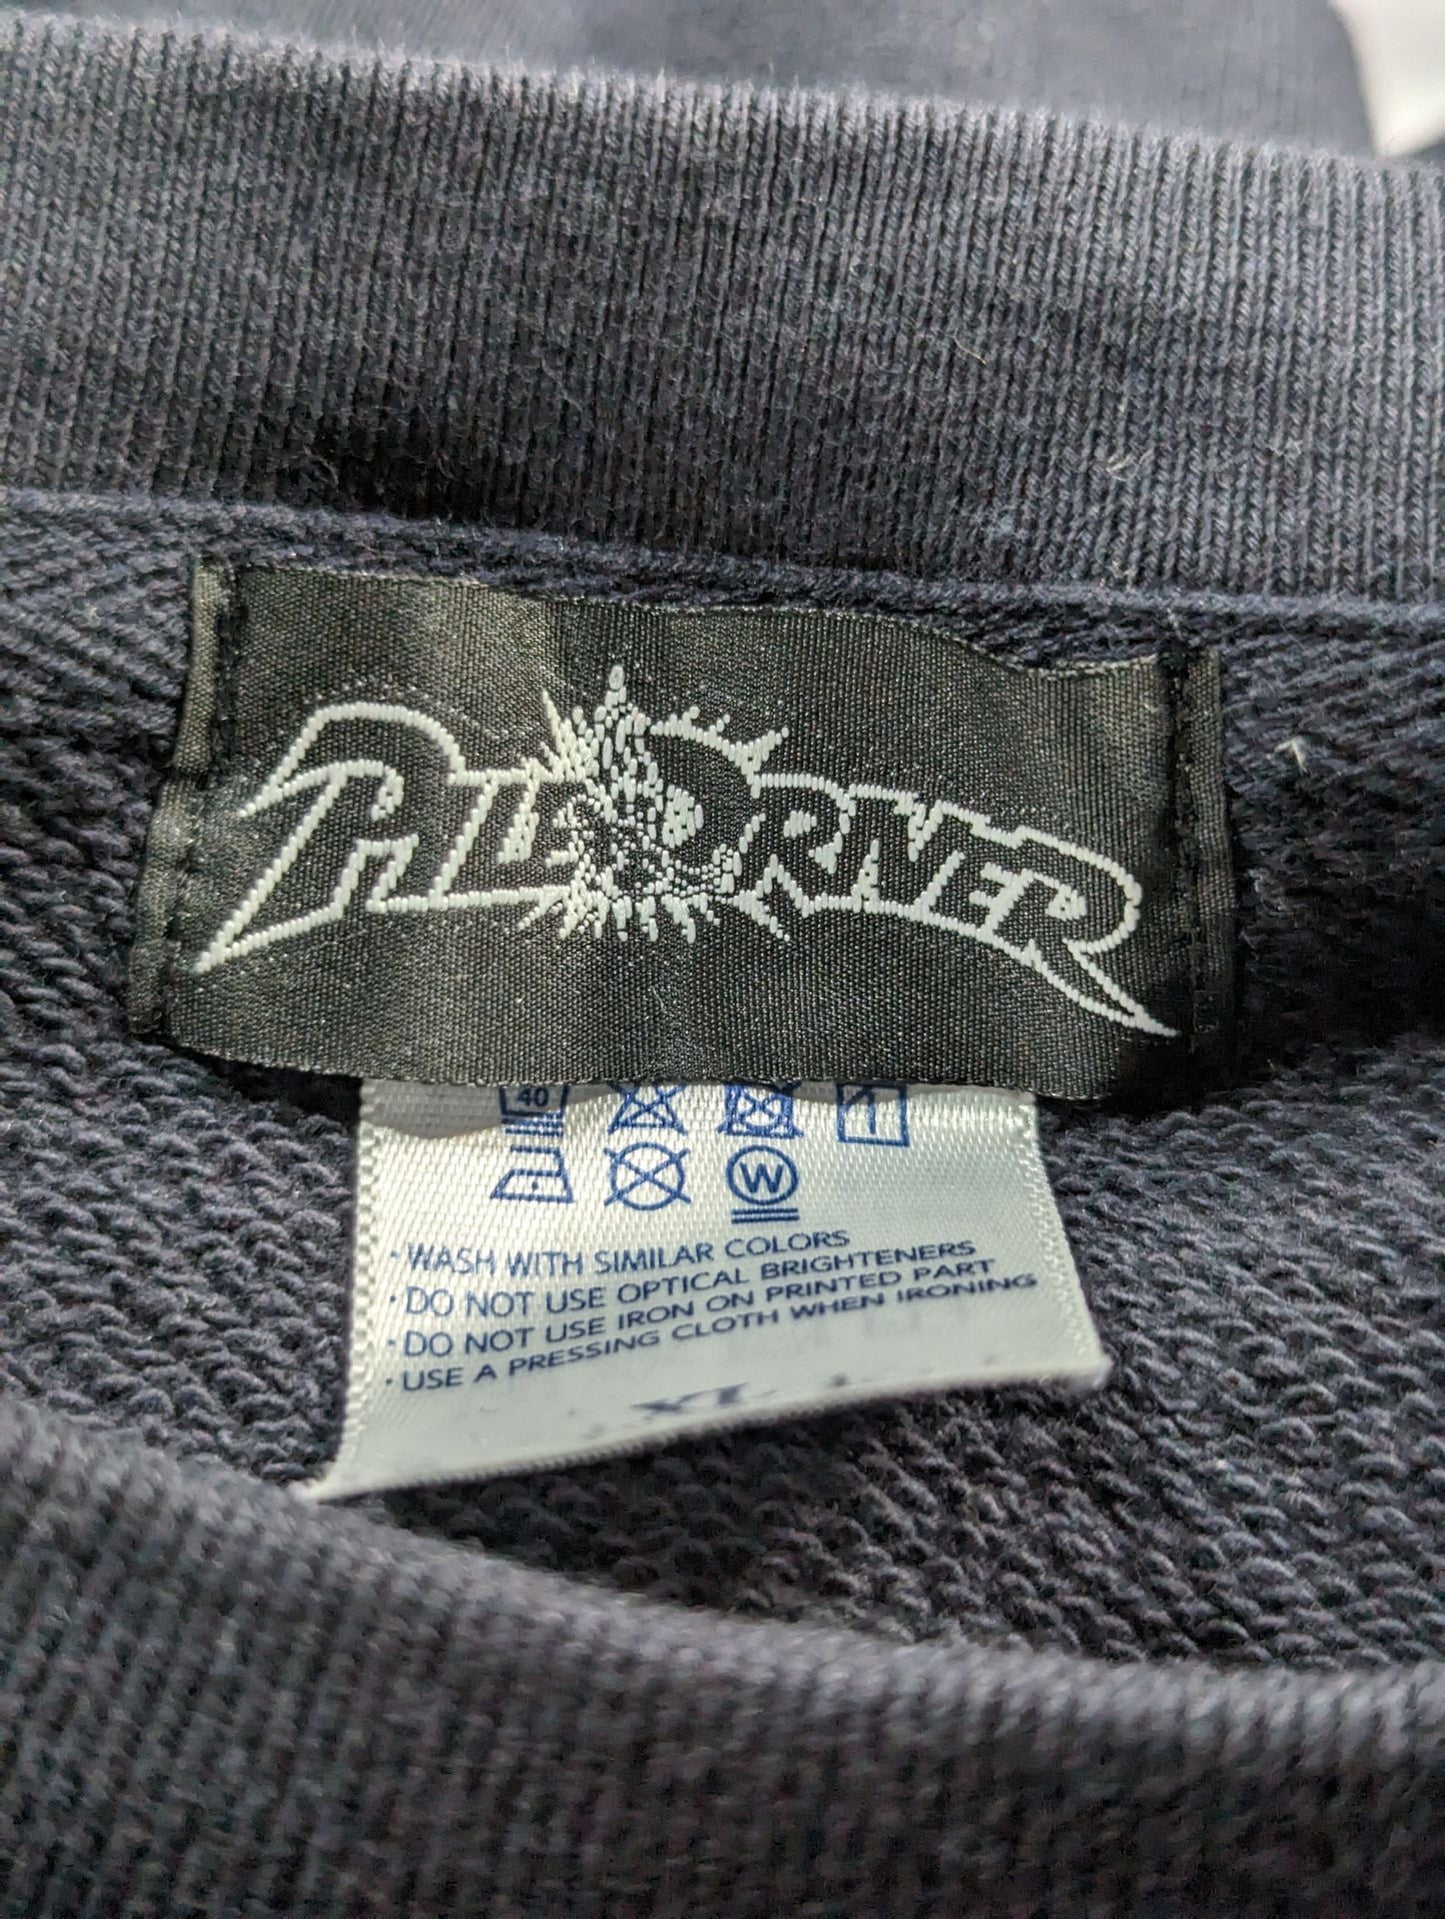 PILEDRIVER
40
W
• WASH WITH SIMILAR COLORS
• DO NOT USE OPTICAL BRIGHTENERS
• DO NOT USE IRON ON PRINTED PART
• USE A PRESSING CLOTH WHEN IRONING
XL